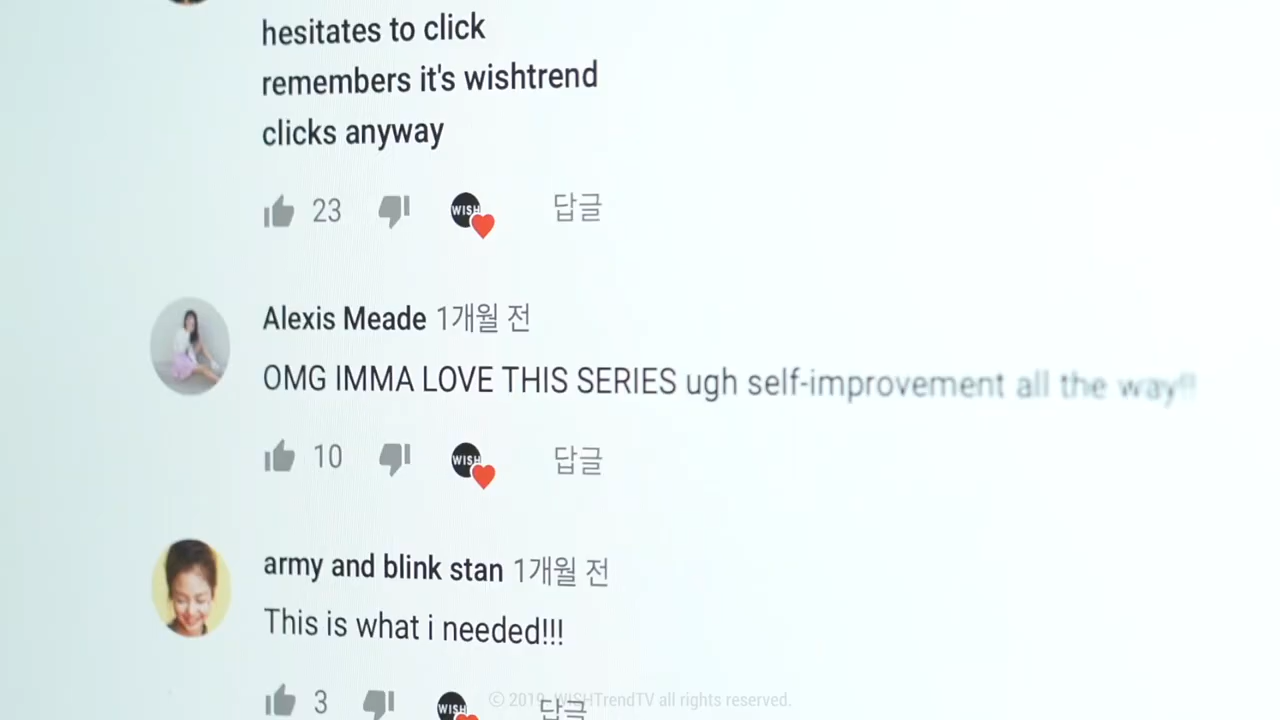 hesitates to click
remembers it's wishtrend
clicks anyway
23 WISH 답글
Alexis Meade 1개월 전
OMG IMMA LOVE THIS SERIES ugh self-improvement all the way!!
10 WISH 답글
army and blink stan 1개월 전
This is what i needed!!!
3 WISH 답글
© 2019. WISHTrendTV all rights reserved.